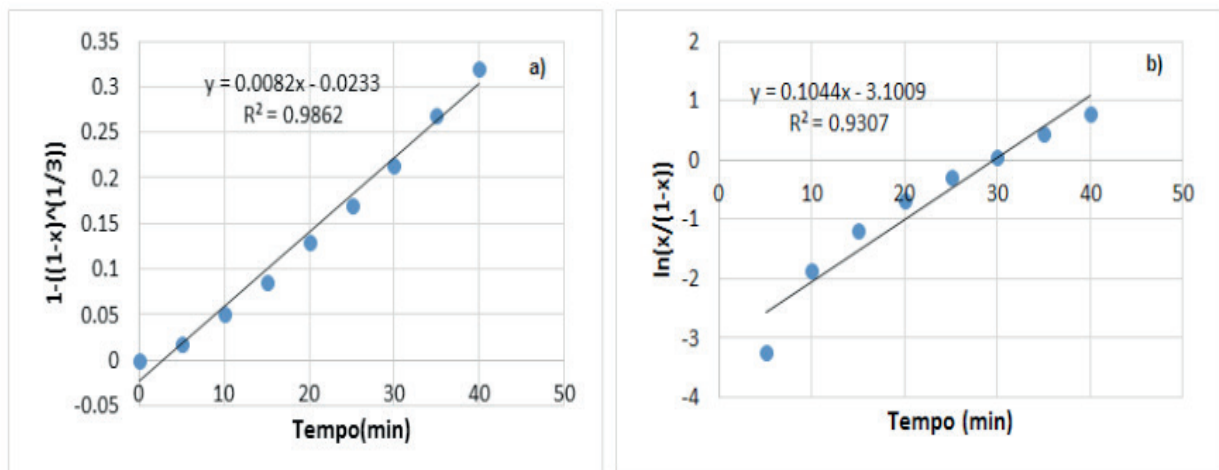 a)
y = 0.0082x - 0.0233
R² = 0.9862
1-((1-x)^(1/3))
0.35
0.3
0.25
0.2
0.15
0.1
0.05
0
-0.05
0 10 20 30 40 50
Tempo(min)
b)
y = 0.1044x - 3.1009
R² = 0.9307
ln(x/(1-x))
2
1
0
-1
-2
-3
-4
0 10 20 30 40 50
Tempo (min)